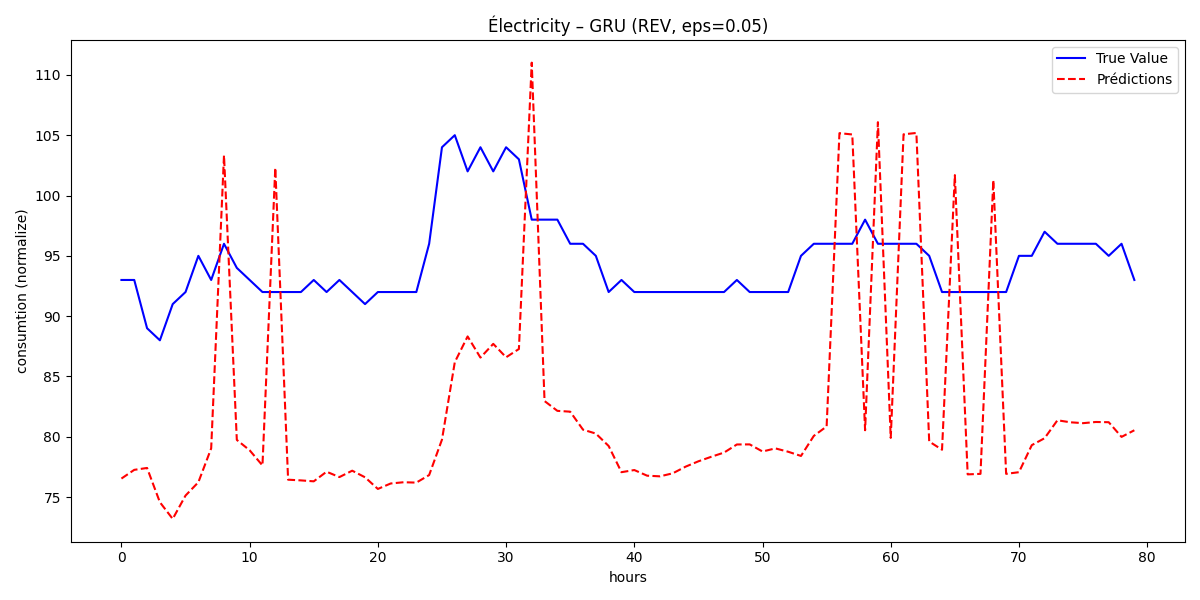 Électricity – GRU (REV, eps=0.05)
True Value
Prédictions
consumtion (normalize)
110
105
100
95
90
85
80
75
0 10 20 30 40 50 60 70 80
hours